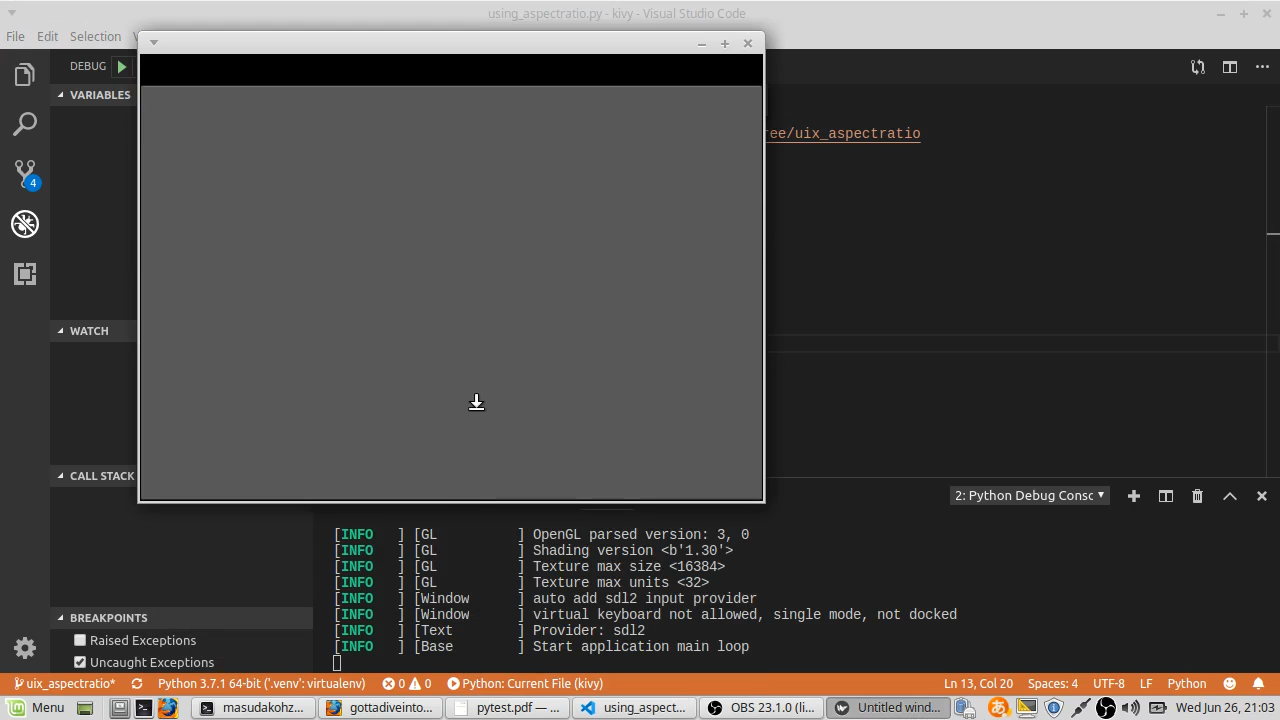 using_aspectratio.py - kivy - Visual Studio Code
File Edit Selection
DEBUG
VARIABLES
ree/uix_aspectratio
4
WATCH
CALL STACK
2: Python Debug Consc
[INFO ] [GL ] OpenGL parsed version: 3, 0
[INFO ] [GL ] Shading version <b'1.30'>
[INFO ] [GL ] Texture max size <16384>
[INFO ] [GL ] Texture max units <32>
[INFO ] [Window ] auto add sdl2 input provider
[INFO ] [Window ] virtual keyboard not allowed, single mode, not docked
[INFO ] [Text ] Provider: sdl2
[INFO ] [Base ] Start application main loop
BREAKPOINTS
Raised Exceptions
Uncaught Exceptions
uix_aspectratio* Python 3.7.1 64-bit ('.venv': virtualenv) 0 0 Python: Current File (kivy) Ln 13, Col 20 Spaces: 4 UTF-8 LF Python
Menu masudakohz... gottadiveinto... pytest.pdf — ... using_aspect... OBS 23.1.0 (li... Untitled wind... あ Wed Jun 26, 21:03